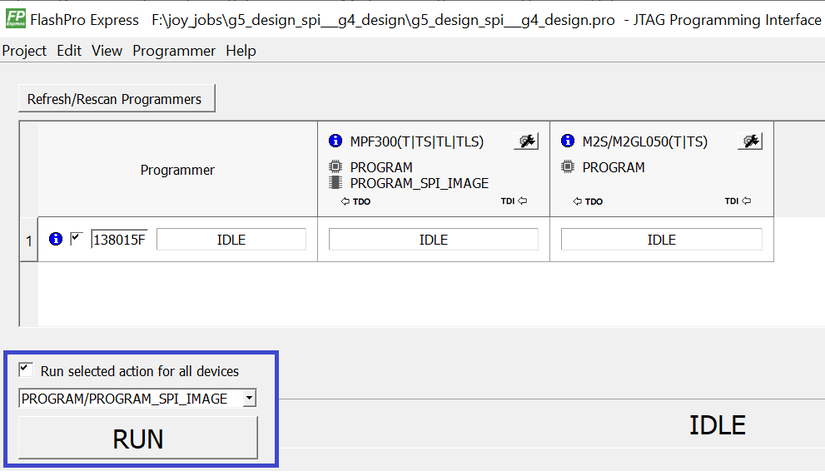 FP
Express
FlashPro Express F:\joy_jobs\g5_design_spi__g4_design\g5_design_spi__g4_design.pro - JTAG Programming Interface
Project Edit View Programmer Help
Refresh/Rescan Programmers
Programmer
MPF300(T|TS|TL|TLS)
PROGRAM
PROGRAM_SPI_IMAGE
TDO TDI
M2S/M2GL050(T|TS)
PROGRAM
TDO TDI
1 138015F IDLE IDLE IDLE
Run selected action for all devices
PROGRAM/PROGRAM_SPI_IMAGE
RUN
IDLE